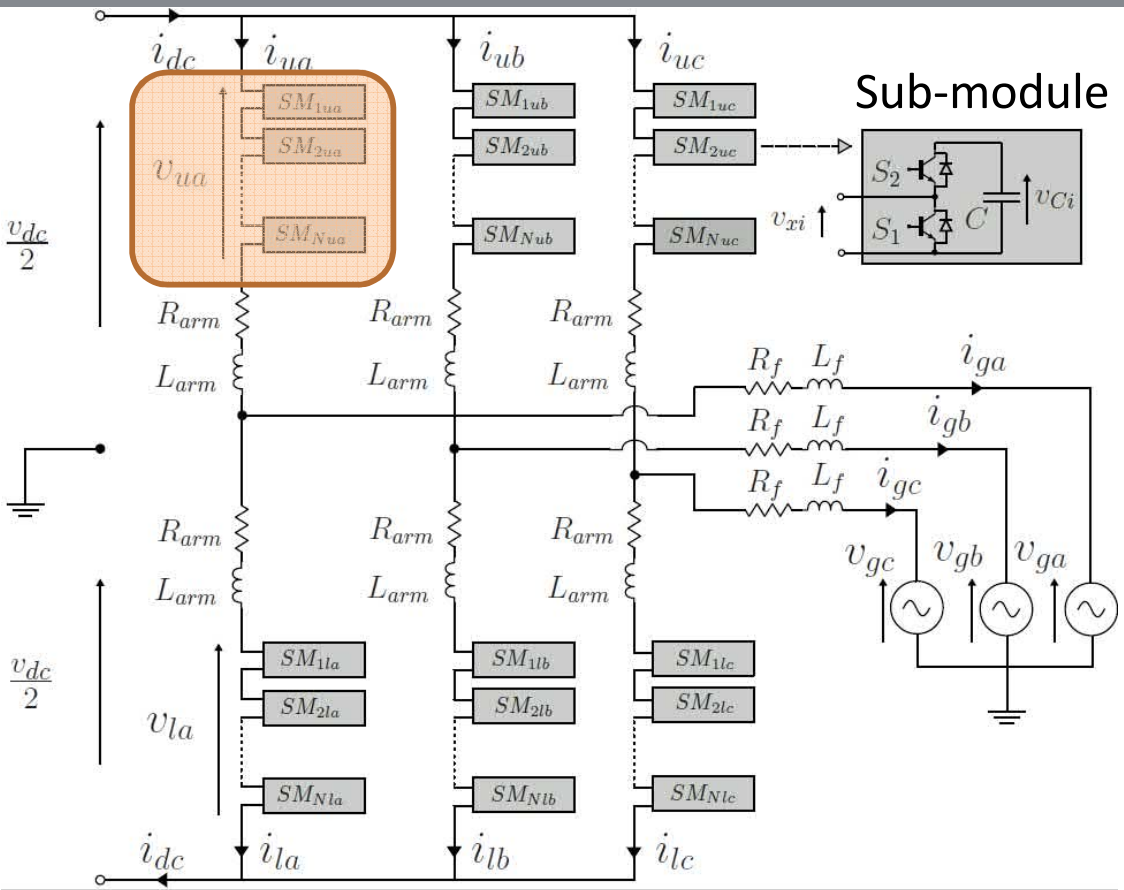 i_dc i_ua i_ub i_uc
Sub-module
SM_1ua SM_1ub SM_1uc
SM_2ua SM_2ub SM_2uc
v_ua
S_2
v_Ci
v_xi
S_1 C
SM_Nua SM_Nub SM_Nuc
v_dc/2
R_arm R_arm R_arm
L_arm L_arm L_arm
R_f L_f i_ga
R_f L_f i_gb
R_f L_f i_gc
R_arm R_arm R_arm
v_gc v_gb v_ga
L_arm L_arm L_arm
SM_1la SM_1lb SM_1lc
v_dc/2
SM_2la SM_2lb SM_2lc
v_la
SM_Nla SM_Nlb SM_Nlc
i_dc i_la i_lb i_lc